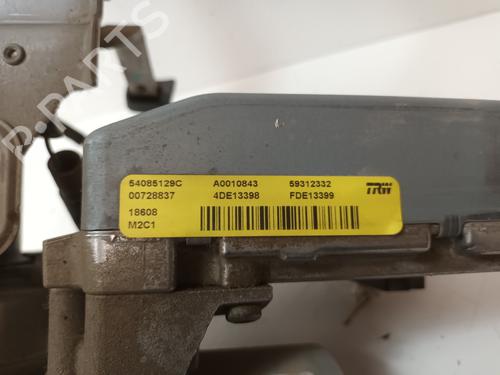 54085129C A0010843 59312332 TRW
00728837 4DE13398 FDE13399
18608
M2C1
B-PARTS